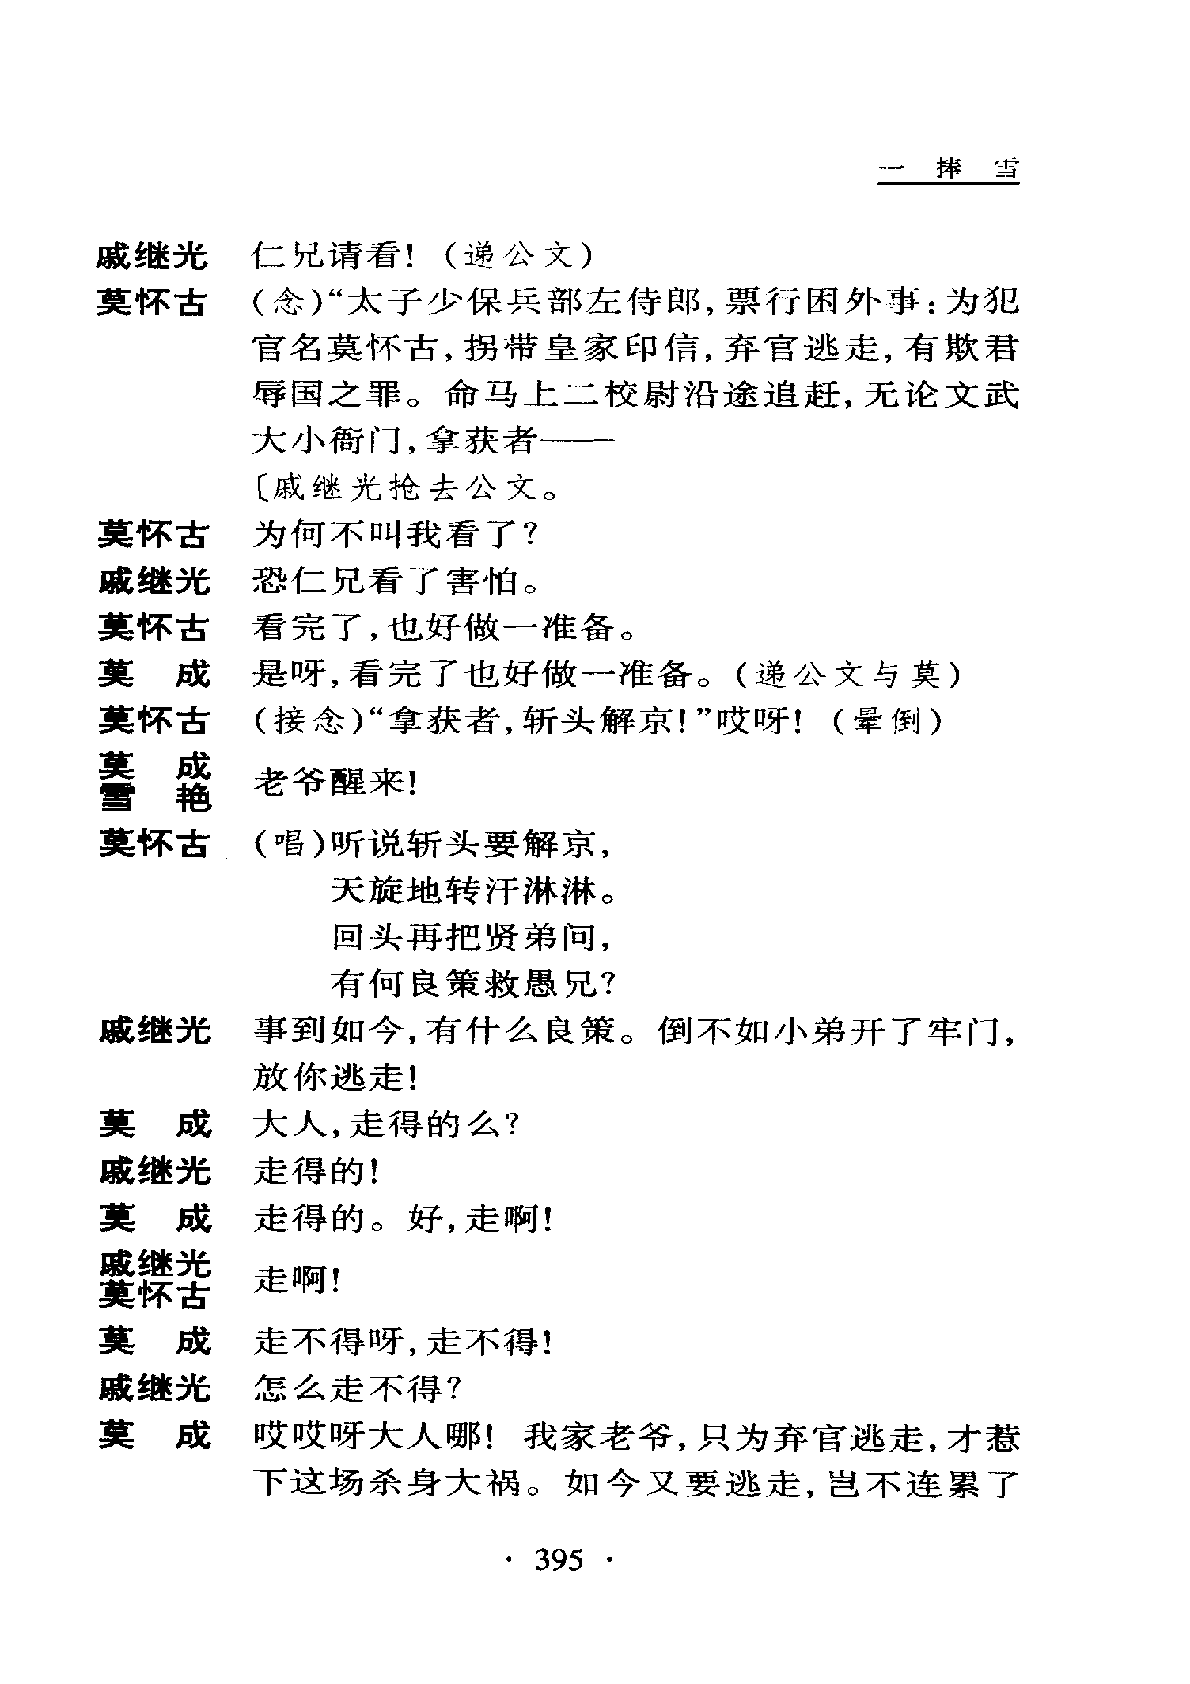 一 捧 雪
戚继光 仁兄请看！（递公文）
莫怀古 （念）“太子少保兵部左侍郎，票行困外事：为犯
官名莫怀古，拐带皇家印信，弃官逃走，有欺君
辱国之罪。命马上二校尉沿途追赶，无论文武
大小衙门，拿获者——
〔戚继光抢去公文。
莫怀古 为何不叫我看了？
戚继光 恐仁兄看了害怕。
莫怀古 看完了，也好做一准备。
莫 成 是呀，看完了也好做一准备。（递公文与莫）
莫怀古 （接念）“拿获者，斩头解京！”哎呀！（晕倒）
莫 成
雪 艳 老爷醒来！
莫怀古 （唱）听说斩头要解京，
天旋地转汗淋淋。
回头再把贤弟问，
有何良策救愚兄？
戚继光 事到如今，有什么良策。倒不如小弟开了牢门，
放你逃走！
莫 成 大人，走得的么？
戚继光 走得的！
莫 成 走得的。好，走啊！
戚继光
莫怀古 走啊！
莫 成 走不得呀，走不得！
戚继光 怎么走不得？
莫 成 哎哎呀大人哪！我家老爷，只为弃官逃走，才惹
下这场杀身大祸。如今又要逃走，岂不连累了
· 395 ·